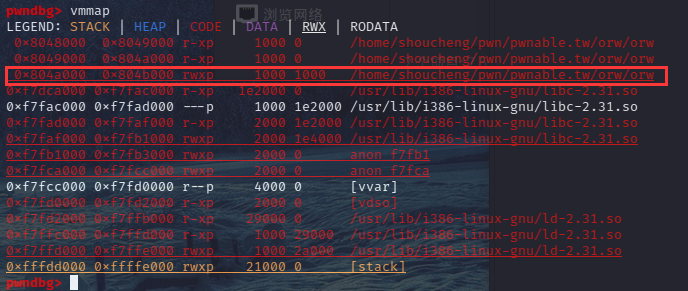 pwndbg> vmmap
浏览网络
LEGEND: STACK | HEAP | CODE | DATA | RWX | RODATA
0x8048000 0x8049000 r-xp 1000 0 /home/shoucheng/pwn/pwnable.tw/orw/orw
0x8049000 0x804a000 r-xp 1000 0 /home/shoucheng/pwn/pwnable.tw/orw/orw
0x804a000 0x804b000 rwxp 1000 1000 /home/shoucheng/pwn/pwnable.tw/orw/orw
0xf7dca000 0xf7fac000 r-xp 1e2000 0 /usr/lib/i386-linux-gnu/libc-2.31.so
0xf7fac000 0xf7fad000 ---p 1000 1e2000 /usr/lib/i386-linux-gnu/libc-2.31.so
0xf7fad000 0xf7faf000 r-xp 2000 1e2000 /usr/lib/i386-linux-gnu/libc-2.31.so
0xf7faf000 0xf7fb1000 rwxp 2000 1e4000 /usr/lib/i386-linux-gnu/libc-2.31.so
0xf7fb1000 0xf7fb3000 rwxp 2000 0 anon_f7fb1
0xf7fca000 0xf7fcc000 rwxp 2000 0 anon_f7fca
0xf7fcc000 0xf7fd0000 r--p 4000 0 [vvar]
0xf7fd0000 0xf7fd2000 r-xp 2000 0 [vdso]
0xf7fd2000 0xf7ffb000 r-xp 29000 0 /usr/lib/i386-linux-gnu/ld-2.31.so
0xf7ffc000 0xf7ffd000 r-xp 1000 29000 /usr/lib/i386-linux-gnu/ld-2.31.so
0xf7ffd000 0xf7ffe000 rwxp 1000 2a000 /usr/lib/i386-linux-gnu/ld-2.31.so
0xfffdd000 0xffffe000 rwxp 21000 0 [stack]
pwndbg>